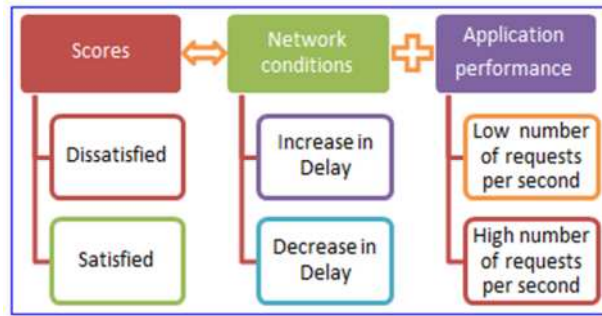 Scores
Network
conditions
Application
performance
Dissatisfied
Increase in
Delay
Low number
of requests
per second
Satisfied
Decrease in
Delay
High number
of requests
per second